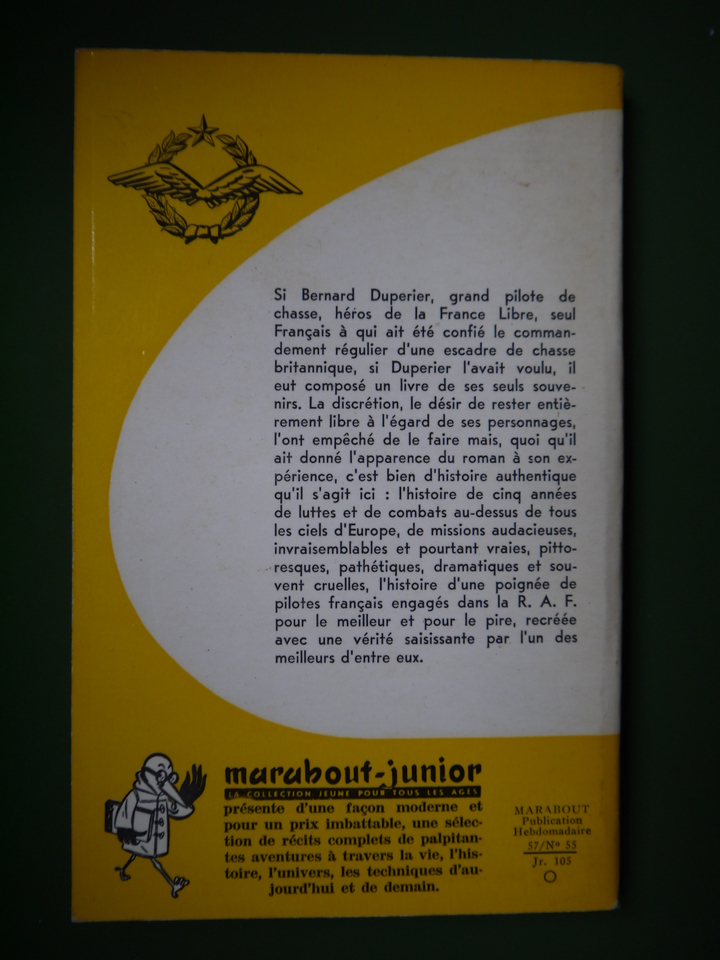 Si Bernard Duperier, grand pilote de
chasse, héros de la France Libre, seul
Français à qui ait été confié le comman-
dement régulier d'une escadre de chasse
britannique, si Duperier l'avait voulu, il
eut composé un livre de ses seuls souve-
nirs. La discrétion, le désir de rester entiè-
rement libre à l'égard de ses personnages,
l'ont empêché de le faire mais, quoi qu'il
ait donné l'apparence du roman à son ex-
périence, c'est bien d'histoire authentique
qu'il s'agit ici : l'histoire de cinq années
de luttes et de combats au-dessus de tous
les ciels d'Europe, de missions audacieuses,
invraisemblables et pourtant vraies, pitto-
resques, pathétiques, dramatiques et sou-
vent cruelles, l'histoire d'une poignée de
pilotes français engagés dans la R. A. F.
pour le meilleur et pour le pire, recréée
avec une vérité saisissante par l'un des
meilleurs d'entre eux.
marabout-junior
LA COLLECTION JEUNE POUR TOUS LES AGES
présente d'une façon moderne et
pour un prix imbattable, une sélec-
tion de récits complets de palpitan-
tes aventures à travers la vie, l'his-
toire, l'univers, les techniques d'au-
jourd'hui et de demain.
MARABOUT
Publication
Hebdomadaire
57/Nº 55
Jr. 105